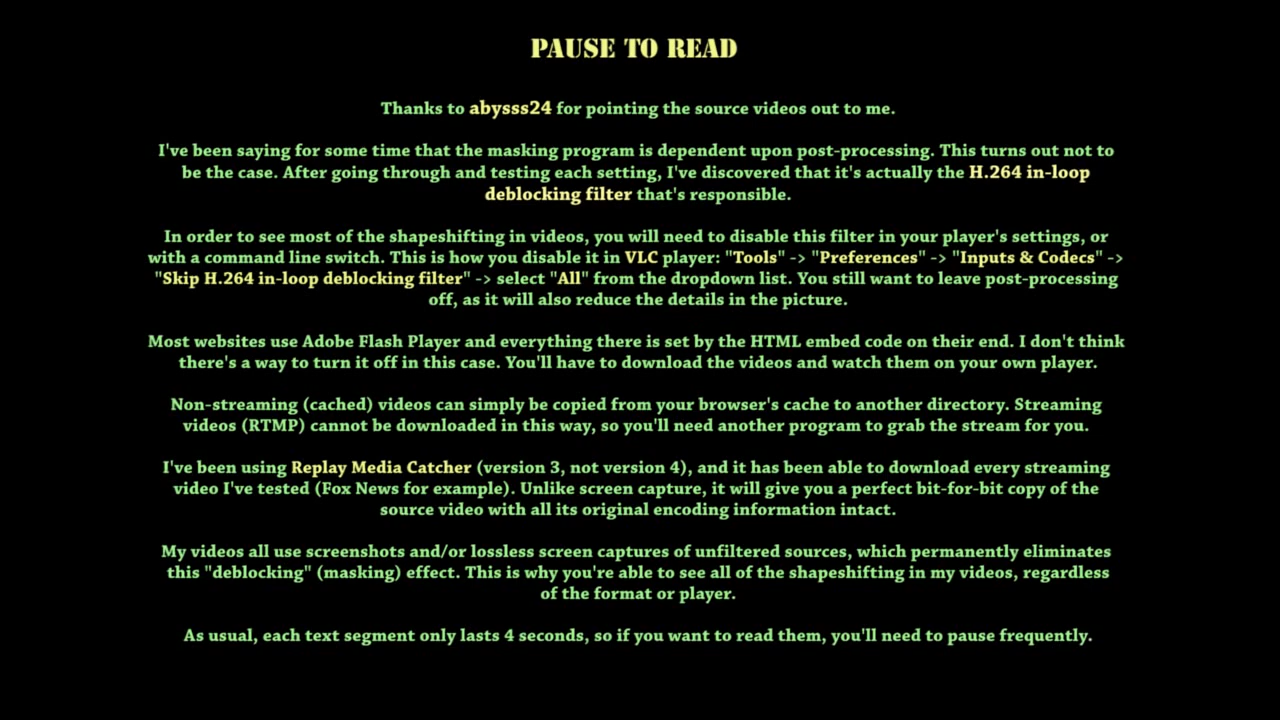 PAUSE TO READ
Thanks to abysss24 for pointing the source videos out to me.
I've been saying for some time that the masking program is dependent upon post-processing. This turns out not to
be the case. After going through and testing each setting, I've discovered that it's actually the H.264 in-loop
deblocking filter that's responsible.
In order to see most of the shapeshifting in videos, you will need to disable this filter in your player's settings, or
with a command line switch. This is how you disable it in VLC player: "Tools" -> "Preferences" -> "Inputs & Codecs" ->
"Skip H.264 in-loop deblocking filter" -> select "All" from the dropdown list. You still want to leave post-processing
off, as it will also reduce the details in the picture.
Most websites use Adobe Flash Player and everything there is set by the HTML embed code on their end. I don't think
there's a way to turn it off in this case. You'll have to download the videos and watch them on your own player.
Non-streaming (cached) videos can simply be copied from your browser's cache to another directory. Streaming
videos (RTMP) cannot be downloaded in this way, so you'll need another program to grab the stream for you.
I've been using Replay Media Catcher (version 3, not version 4), and it has been able to download every streaming
video I've tested (Fox News for example). Unlike screen capture, it will give you a perfect bit-for-bit copy of the
source video with all its original encoding information intact.
My videos all use screenshots and/or lossless screen captures of unfiltered sources, which permanently eliminates
this "deblocking" (masking) effect. This is why you're able to see all of the shapeshifting in my videos, regardless
of the format or player.
As usual, each text segment only lasts 4 seconds, so if you want to read them, you'll need to pause frequently.